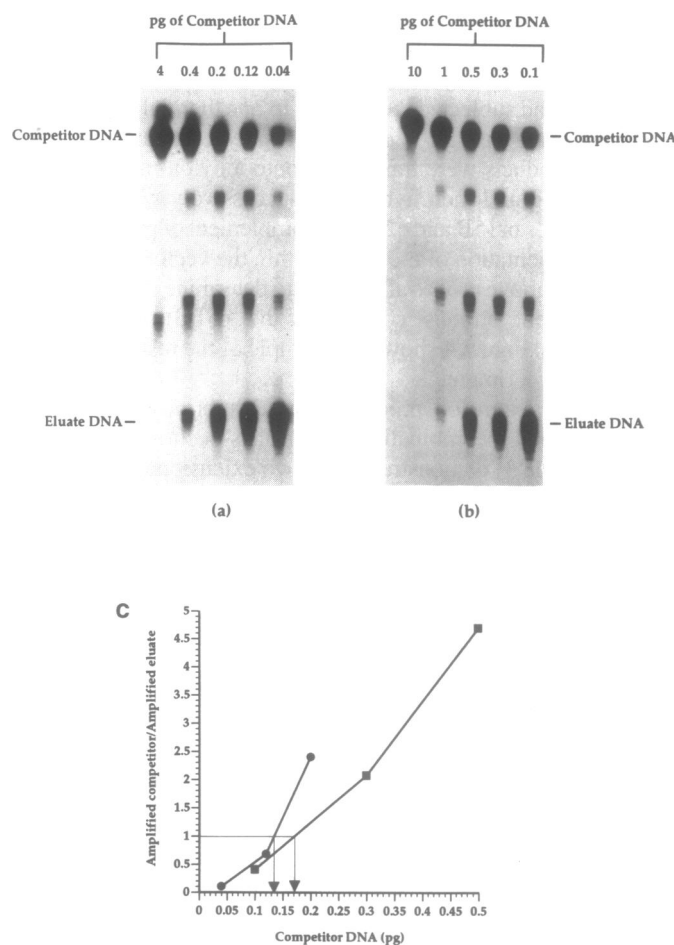 pg of Competitor DNA
4 0.4 0.2 0.12 0.04
Competitor DNA
Eluate DNA
(a)
pg of Competitor DNA
10 1 0.5 0.3 0.1
Competitor DNA
Eluate DNA
(b)
C
Amplified competitor/Amplified eluate
5
4.5
4
3.5
3
2.5
2
1.5
1
0.5
0
0 0.05 0.1 0.15 0.2 0.25 0.3 0.35 0.4 0.45 0.5
Competitor DNA (pg)